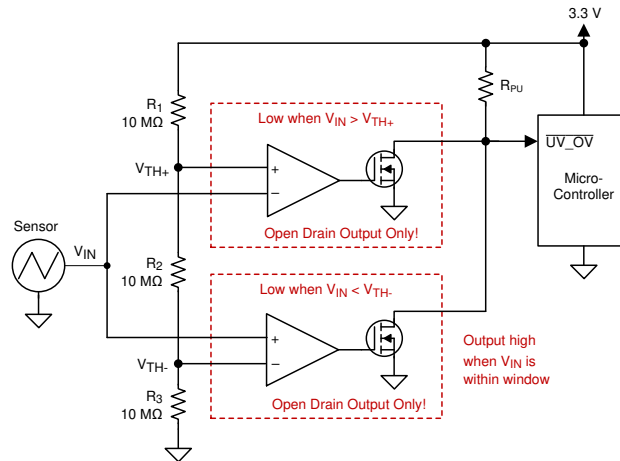 3.3 V
R1
10 MΩ
RPU
Low when VIN > VTH+
+
−
Open Drain Output Only!
UV_OV
Micro-
Controller
VTH+
Sensor
VIN
R2
10 MΩ
Low when VIN < VTH-
+
−
Open Drain Output Only!
Output high
when VIN is
within window
VTH-
R3
10 MΩ